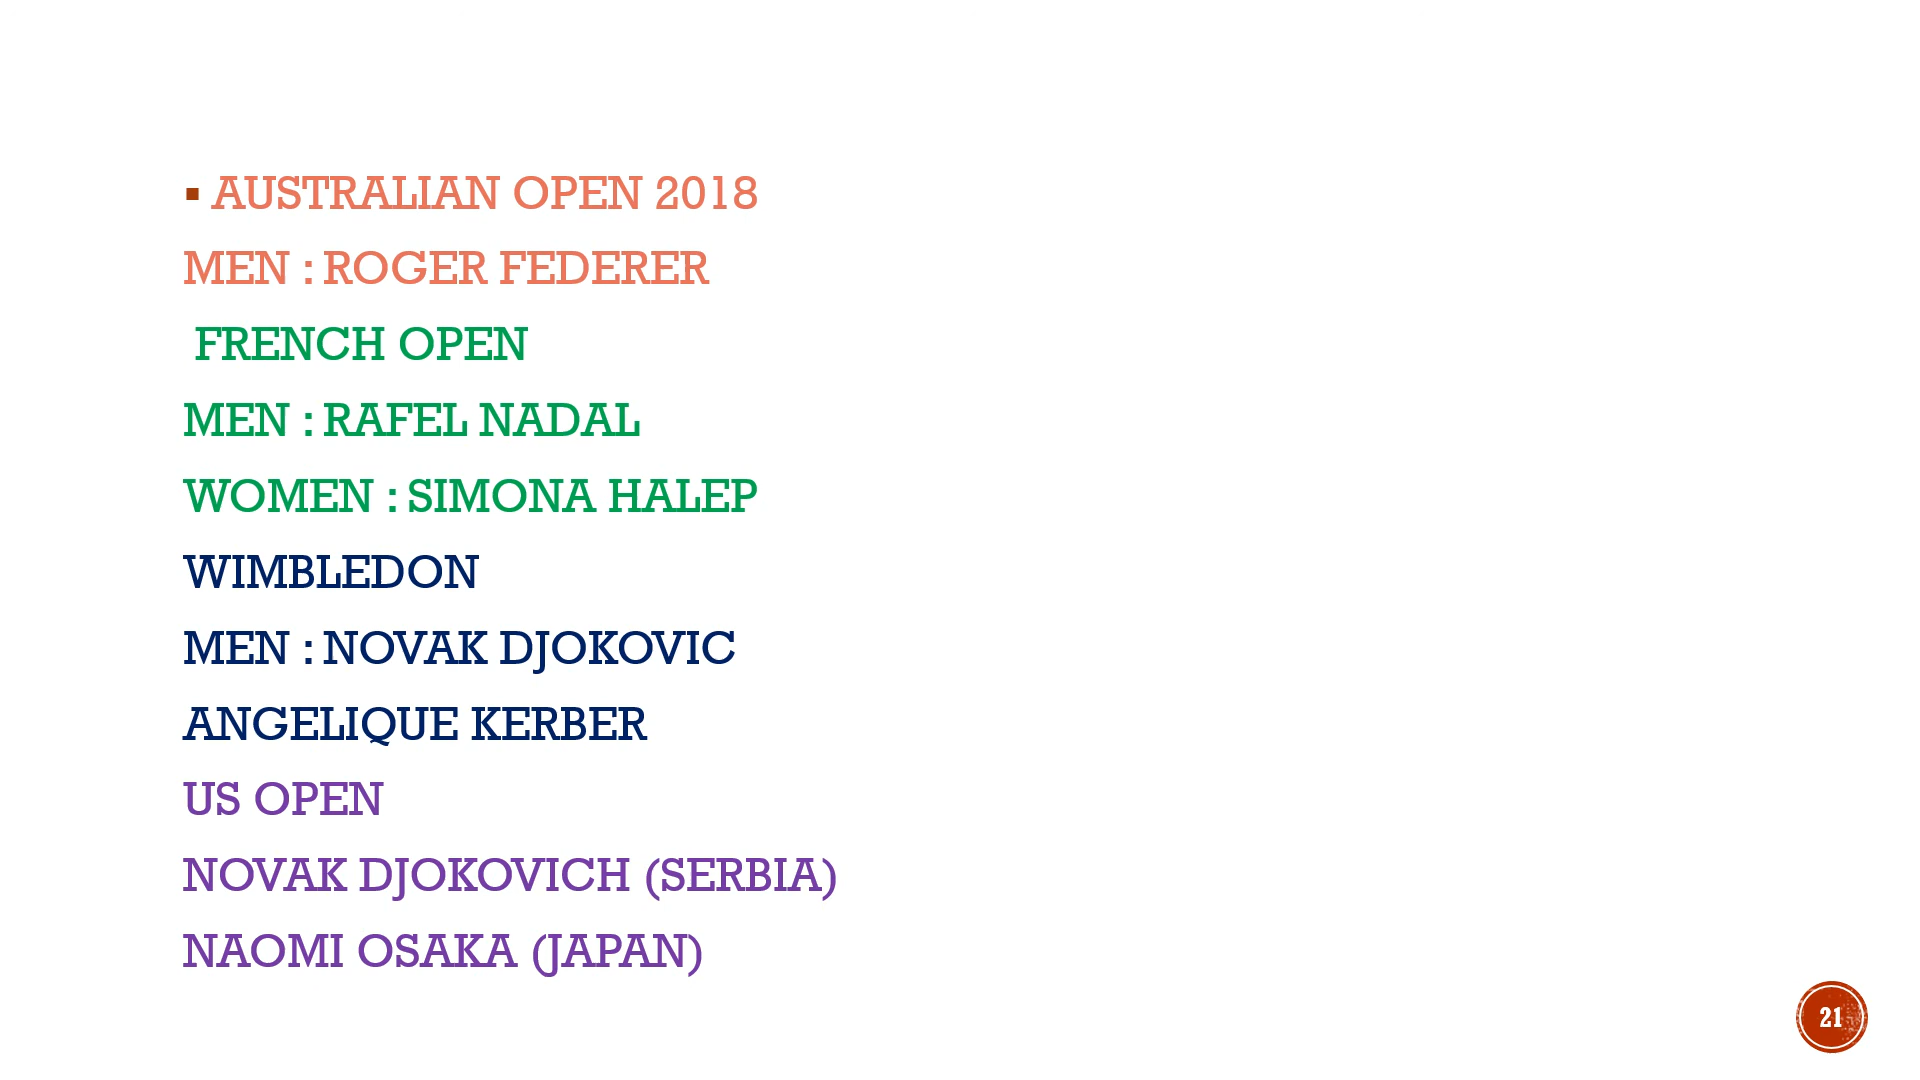 ▪ AUSTRALIAN OPEN 2018
MEN : ROGER FEDERER
FRENCH OPEN
MEN : RAFEL NADAL
WOMEN : SIMONA HALEP
WIMBLEDON
MEN : NOVAK DJOKOVIC
ANGELIQUE KERBER
US OPEN
NOVAK DJOKOVICH (SERBIA)
NAOMI OSAKA (JAPAN)
21